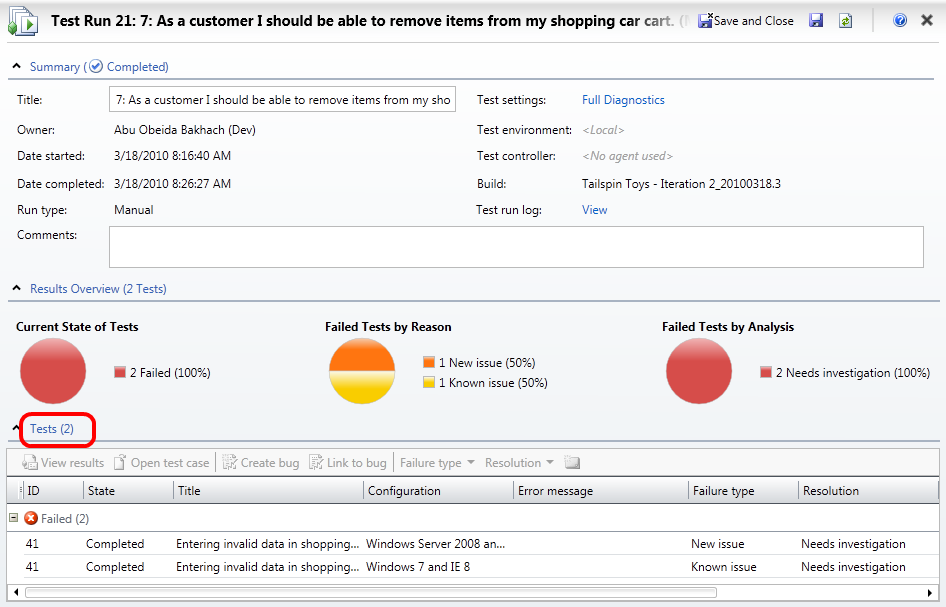 Test Run 21: 7: As a customer I should be able to remove items from my shopping car cart. (
Save and Close
Summary ( Completed)
Title: 7: As a customer I should be able to remove items from my sho Test settings: Full Diagnostics
Owner: Abu Obeida Bakhach (Dev) Test environment: <Local>
Date started: 3/18/2010 8:16:40 AM Test controller: <No agent used>
Date completed: 3/18/2010 8:26:27 AM Build: Tailspin Toys - Iteration 2_20100318.3
Run type: Manual Test run log: View
Comments:
Results Overview (2 Tests)
Current State of Tests Failed Tests by Reason Failed Tests by Analysis
2 Failed (100%) 1 New issue (50%) 2 Needs investigation (100%)
1 Known issue (50%)
Tests (2)
View results Open test case Create bug Link to bug Failure type Resolution
ID State Title Configuration Error message Failure type Resolution
Failed (2)
41 Completed Entering invalid data in shopping... Windows Server 2008 an... New issue Needs investigation
41 Completed Entering invalid data in shopping... Windows 7 and IE 8 Known issue Needs investigation